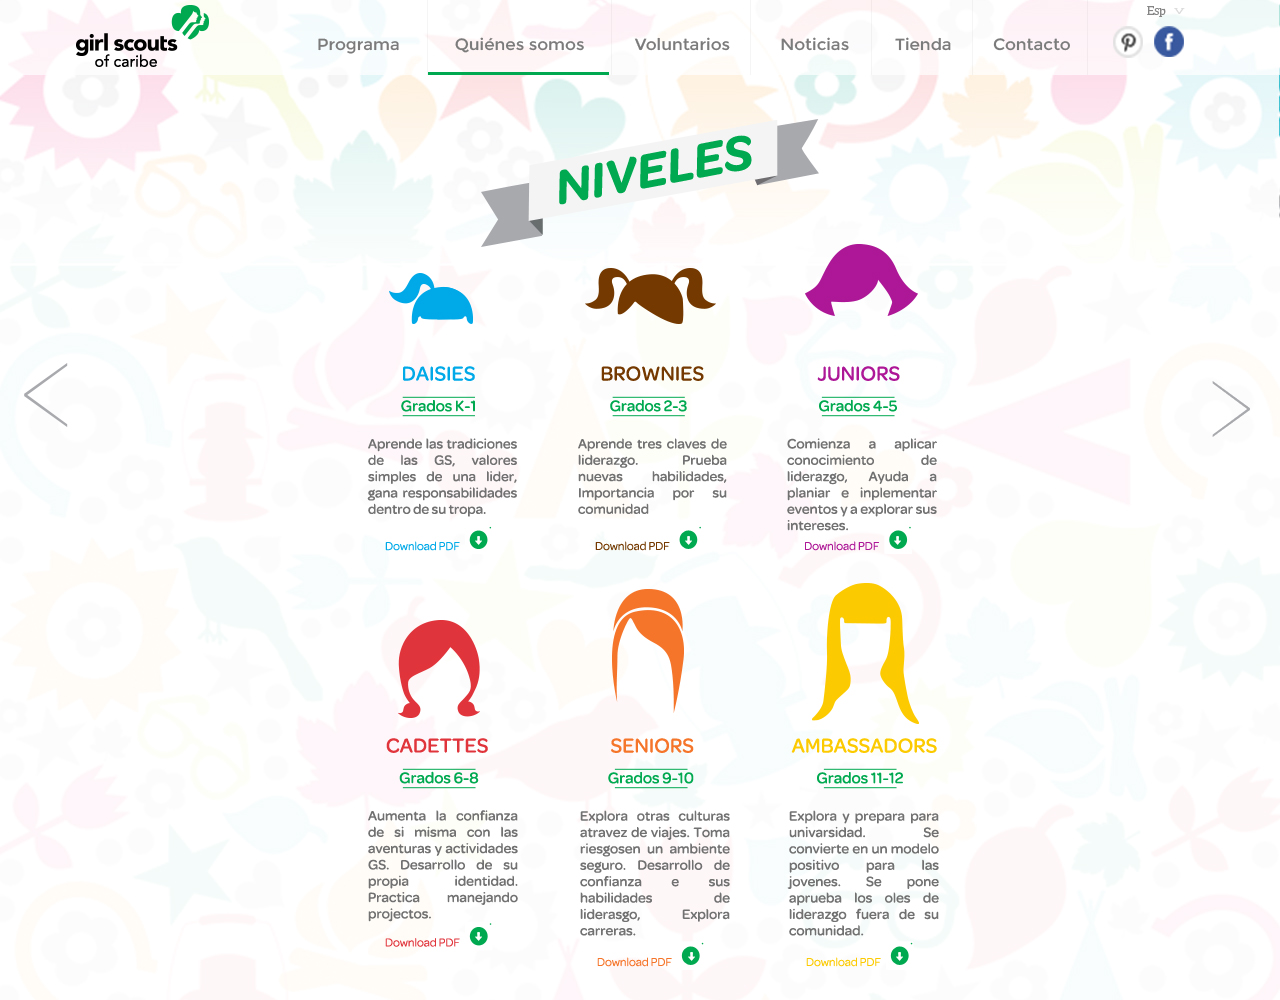 girl scouts
of caribe
Programa
Quiénes somos
Voluntarios
Noticias
Tienda
Contacto
Esp
NIVELES
DAISIES
Grados K-1
Aprende las tradiciones
de las GS, valores
simples de una lider,
gana responsabilidades
dentro de su tropa.
Download PDF
BROWNIES
Grados 2-3
Aprende tres claves de
liderazgo. Prueba
nuevas habilidades,
Importancia por su
comunidad
Download PDF
JUNIORS
Grados 4-5
Comienza a aplicar
conocimiento de
liderazgo, Ayuda a
planiar e inplementar
eventos y a explorar sus
intereses.
Download PDF
CADETTES
Grados 6-8
Aumenta la confianza
de si misma con las
aventuras y actividades
GS. Desarrollo de su
propia identidad.
Practica manejando
projectos.
Download PDF
SENIORS
Grados 9-10
Explora otras culturas
atravez de viajes. Toma
riesgosen un ambiente
seguro. Desarrollo de
confianza e sus
habilidades de
liderasgo, Explora
carreras.
Download PDF
AMBASSADORS
Grados 11-12
Explora y prepara para
univarsidad. Se
convierte en un modelo
positivo para las
jovenes. Se pone
aprueba los oles de
liderazgo fuera de su
comunidad.
Download PDF